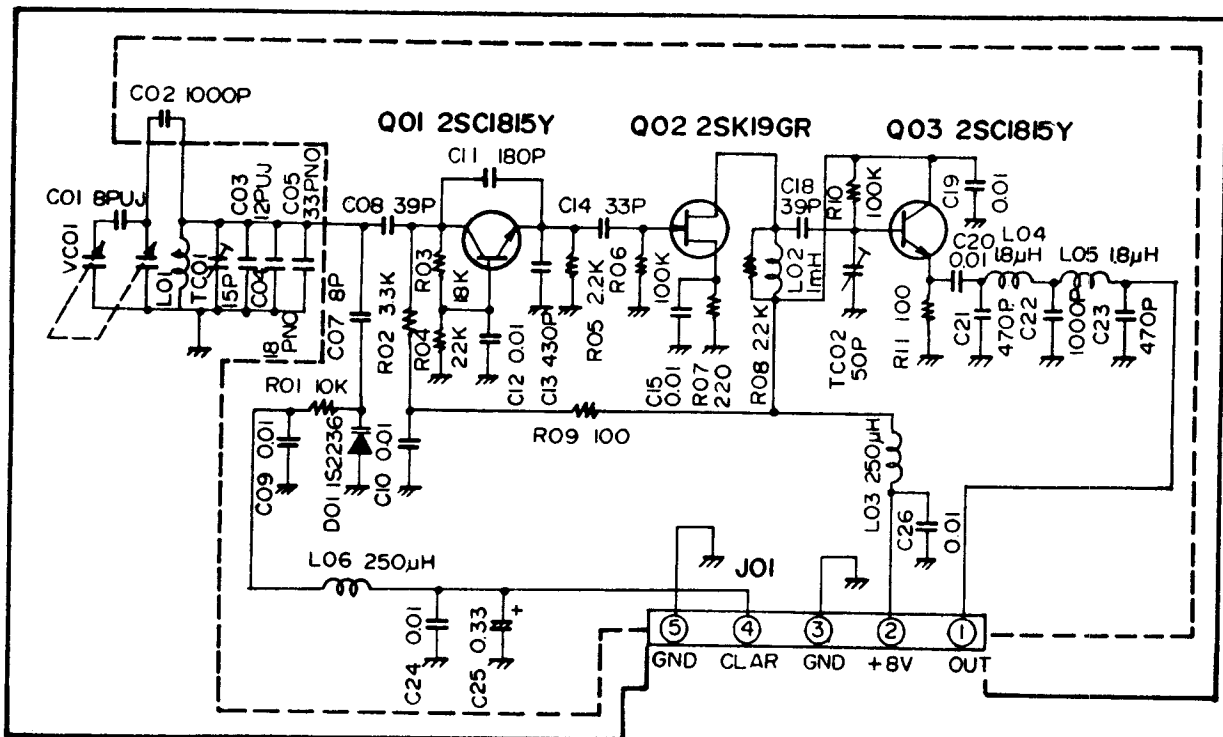 C02 1000P
Q01 2SC1815Y
Q02 2SK19GR
Q03 2SC1815Y
C11 180P
C01 8PUJ
C03
12PUJ
C05
33PNO
C08 39P
C14 33P
C18
39P
R10
100K
C19
0.01
VC01
L01
TC01
15P
C04
18
PNO
C07 8P
R02 3.3K
R03
18K
R04
22K
C12 0.01
C13 430P
R05
2.2K
R06
100K
C15
0.01
R07
220
R08 2.2K
L02
1mH
TC02
50P
R11 100
C20
0.01
L04
1.8μH
L05 1.8μH
C21
470P
C22
1000P
C23
470P
R01 10K
C09 0.01
D01 1S2236
C10 0.01
R09 100
L03 250μH
C26
0.01
L06 250μH
C24 0.01
C25 0.33
+
J01
5
4
3
2
1
GND
CLAR
GND
+8V
OUT